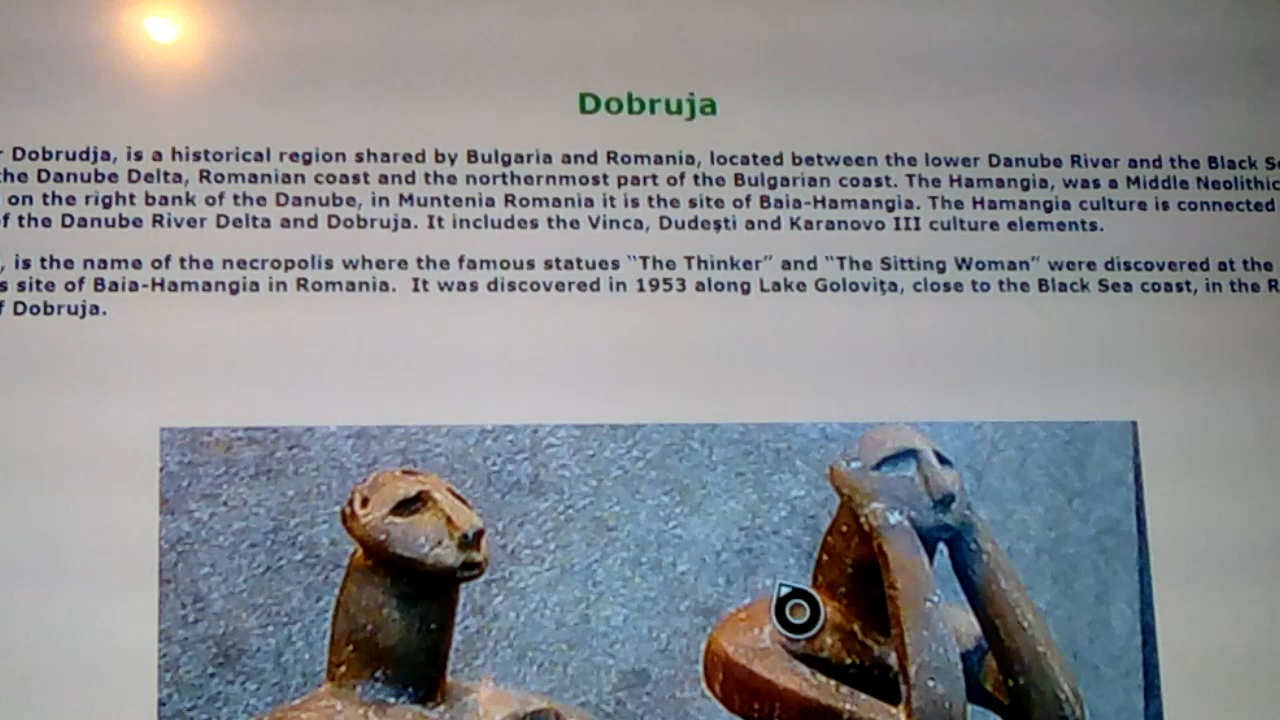 Dobruja
Dobrudja, is a historical region shared by Bulgaria and Romania, located between the lower Danube River and the Black
the Danube Delta, Romanian coast and the northernmost part of the Bulgarian coast. The Hamangia, was a Middle Neolithic
on the right bank of the Danube, in Muntenia Romania it is the site of Baia-Hamangia. The Hamangia culture is connected
of the Danube River Delta and Dobruja. It includes the Vinca, Dudeşti and Karanovo III culture elements.
, is the name of the necropolis where the famous statues "The Thinker" and "The Sitting Woman" were discovered at the
site of Baia-Hamangia in Romania. It was discovered in 1953 along Lake Goloviţa, close to the Black Sea coast, in the
Dobruja.